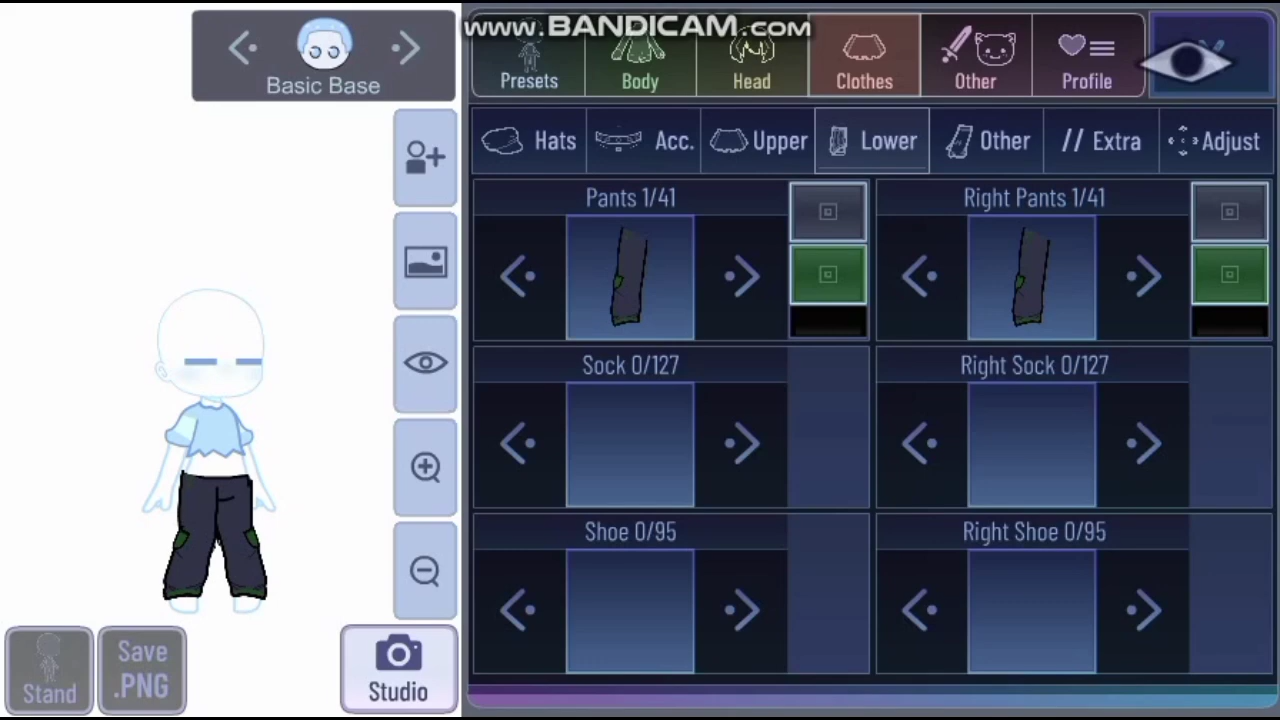 www.BANDICAM.com
Basic Base
Presets
Body
Head
Clothes
Other
Profile
Hats
Acc.
Upper
Lower
Other
Extra
Adjust
Pants 1/41
Right Pants 1/41
Sock 0/127
Right Sock 0/127
Shoe 0/95
Right Shoe 0/95
Stand
Save
.PNG
Studio